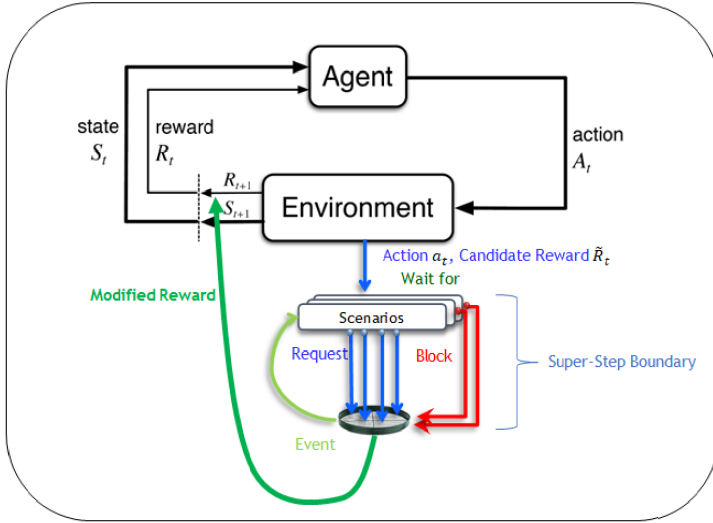 Agent
state
S_t
reward
R_t
action
A_t
R_{t+1}
S_{t+1}
Environment
Action a_t, Candidate Reward R̃_t
Wait for
Modified Reward
Scenarios
Request
Block
Super-Step Boundary
Event